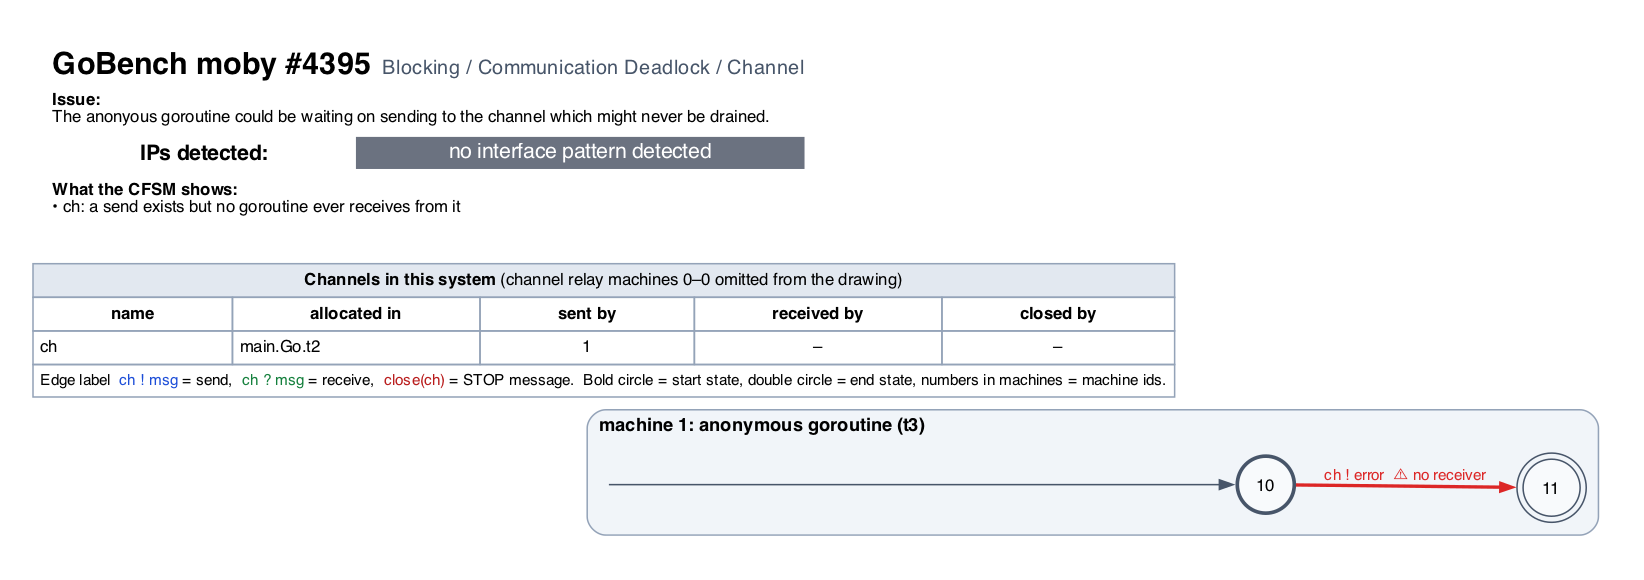 GoBench moby #4395 Blocking / Communication Deadlock / Channel
Issue:
The anonyous goroutine could be waiting on sending to the channel which might never be drained.
IPs detected: no interface pattern detected
What the CFSM shows:
• ch: a send exists but no goroutine ever receives from it
Channels in this system (channel relay machines 0–0 omitted from the drawing)
name allocated in sent by received by closed by
ch main.Go.t2 1 – –
Edge label ch ! msg = send, ch ? msg = receive, close(ch) = STOP message. Bold circle = start state, double circle = end state, numbers in machines = machine ids.
machine 1: anonymous goroutine (t3)
ch ! error ⚠ no receiver
10 11